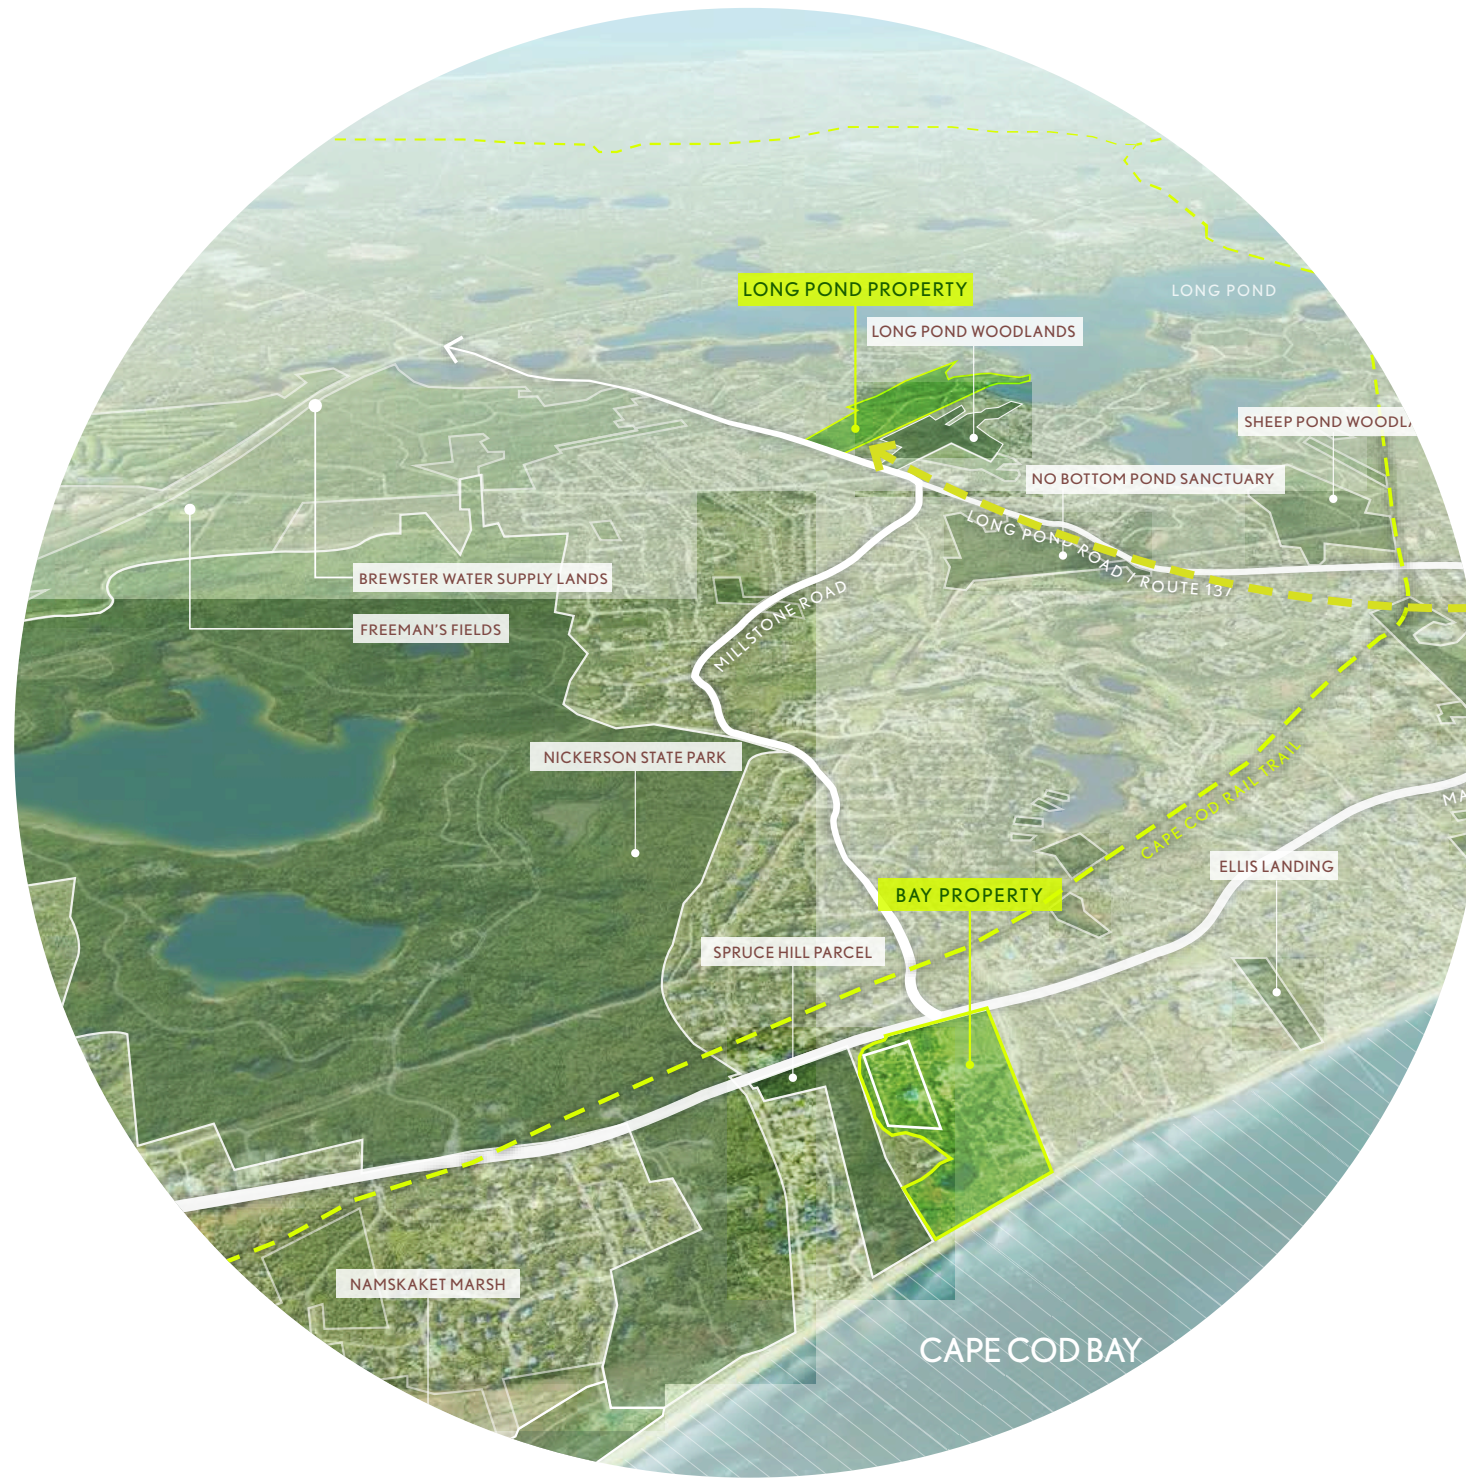 LONG POND PROPERTY
LONG POND
LONG POND WOODLANDS
SHEEP POND WOODLA
NO BOTTOM POND SANCTUARY
LONG POND ROAD / ROUTE 137
BREWSTER WATER SUPPLY LANDS
MILLSTONE ROAD
FREEMAN'S FIELDS
NICKERSON STATE PARK
CAPE COD RAIL TRAIL
MA
ELLIS LANDING
BAY PROPERTY
SPRUCE HILL PARCEL
NAMSKAKET MARSH
CAPE COD BAY